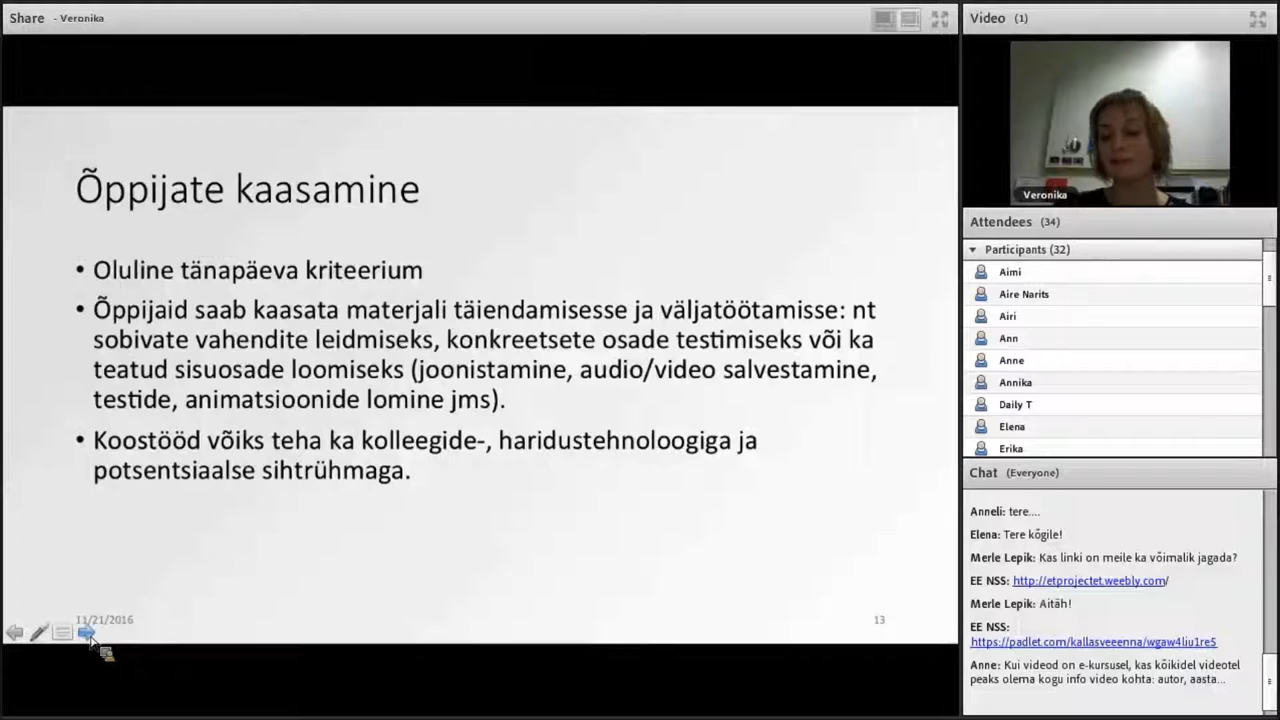 Share - Veronika
Õppijate kaasamine
• Oluline tänapäeva kriteerium
• Õppijaid saab kaasata materjali täiendamisesse ja väljatöötamisse: nt
sobivate vahendite leidmiseks, konkreetsete osade testimiseks või ka
teatud sisuosade loomiseks (joonistamine, audio/video salvestamine,
testide, animatsioonide lomine jms).
• Koostööd võiks teha ka kolleegide-, haridustehnoloogiga ja
potsentsiaalse sihtrühmaga.
11/21/2016
13
Video (1)
Veronika
Attendees (34)
Participants (32)
Aimi
Aire Narits
Airi
Ann
Anne
Annika
Daily T
Elena
Erika
Chat (Everyone)
Anneli: tere....
Elena: Tere kõgile!
Merle Lepik: Kas linki on meile ka võimalik jagada?
EE NSS: http://etprojectet.weebly.com/
Merle Lepik: Aitäh!
EE NSS:
https://padlet.com/kallasveeenna/wgaw4liu1re5
Anne: Kui videod on e-kursusel, kas kõikidel videotel
peaks olema kogu info video kohta: autor, aasta...